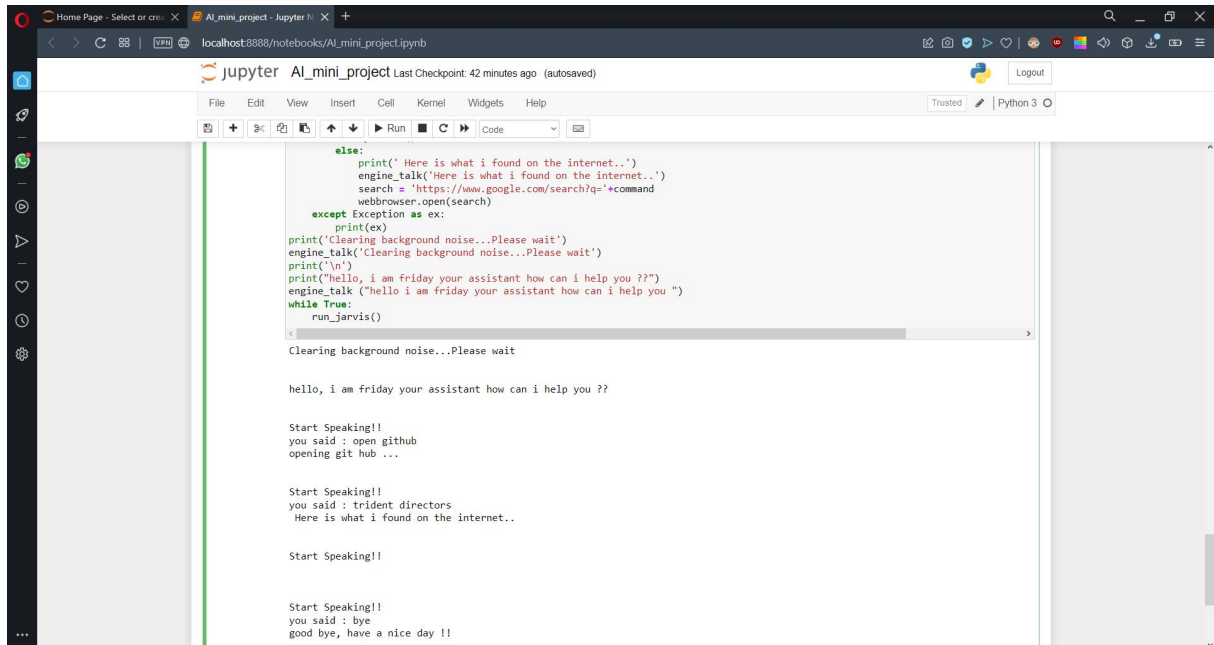 Home Page - Select or crea
AI_mini_project - Jupyter N
VPN
localhost:8888/notebooks/AI_mini_project.ipynb
jupyter AI_mini_project Last Checkpoint: 42 minutes ago (autosaved)
Logout
File Edit View Insert Cell Kernel Widgets Help
Trusted Python 3
Run Code
else:
print(' Here is what i found on the internet..')
engine_talk('Here is what i found on the internet..')
search = 'https://www.google.com/search?q='+command
webbrowser.open(search)
except Exception as ex:
print(ex)
print('Clearing background noise...Please wait')
engine_talk('Clearing background noise...Please wait')
print('\n')
print("hello, i am friday your assistant how can i help you ??")
engine_talk ("hello i am friday your assistant how can i help you ")
while True:
run_jarvis()
Clearing background noise...Please wait
hello, i am friday your assistant how can i help you ??
Start Speaking!!
you said : open github
opening git hub ...
Start Speaking!!
you said : trident directors
Here is what i found on the internet..
Start Speaking!!
Start Speaking!!
you said : bye
good bye, have a nice day !!